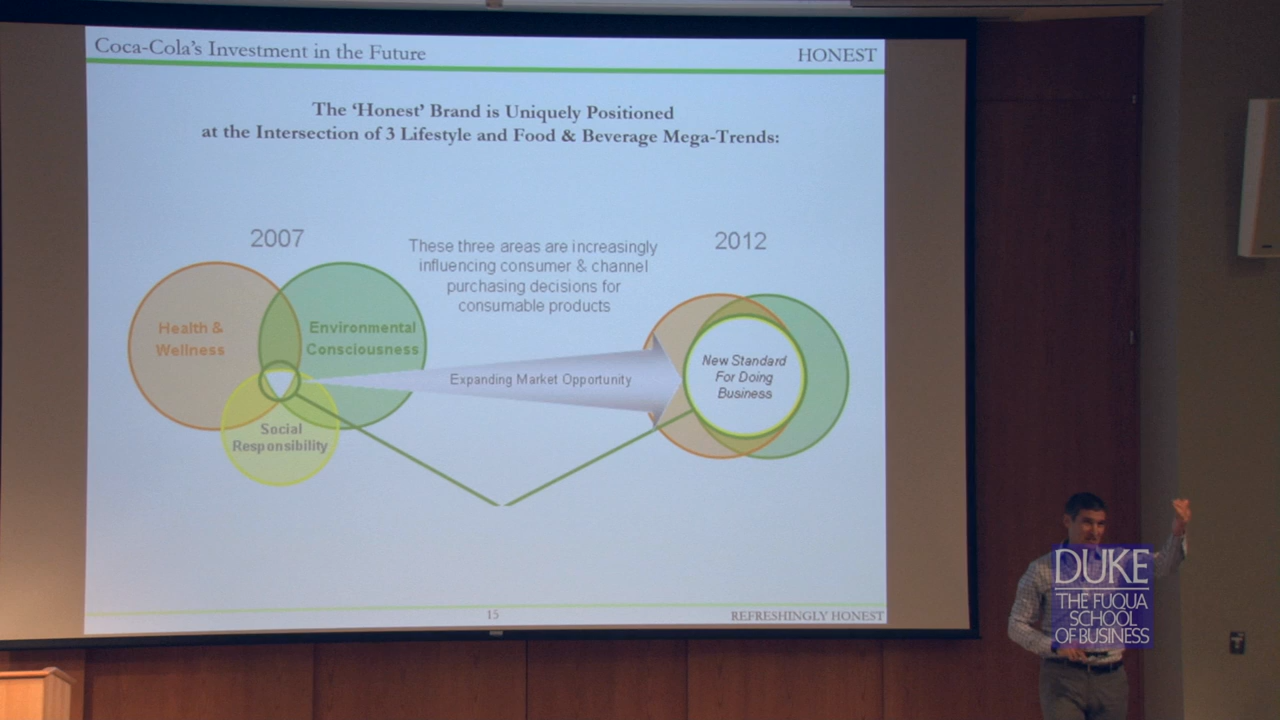 Coca-Cola's Investment in the Future
HONEST
The 'Honest' Brand is Uniquely Positioned
at the Intersection of 3 Lifestyle and Food & Beverage Mega-Trends:
2007
These three areas are increasingly
influencing consumer & channel
purchasing decisions for
consumable products
2012
Health &
Wellness
Environmental
Consciousness
Social
Responsibility
Expanding Market Opportunity
New Standard
For Doing
Business
15
REFRESHINGLY HONEST
DUKE
THE FUQUA
SCHOOL
OF BUSINESS